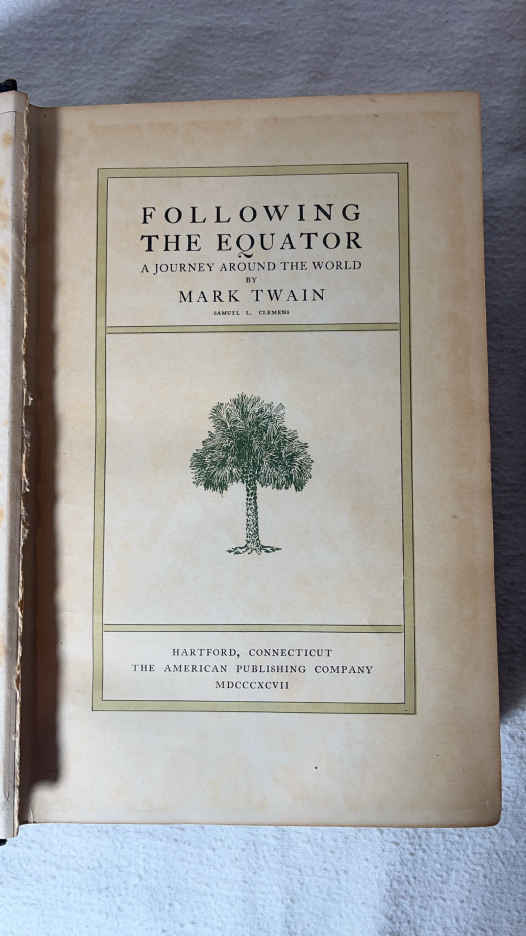 FOLLOWING
THE EQUATOR
A JOURNEY AROUND THE WORLD
BY
MARK TWAIN
SAMUEL L. CLEMENS
HARTFORD, CONNECTICUT
THE AMERICAN PUBLISHING COMPANY
MDCCCXCVII